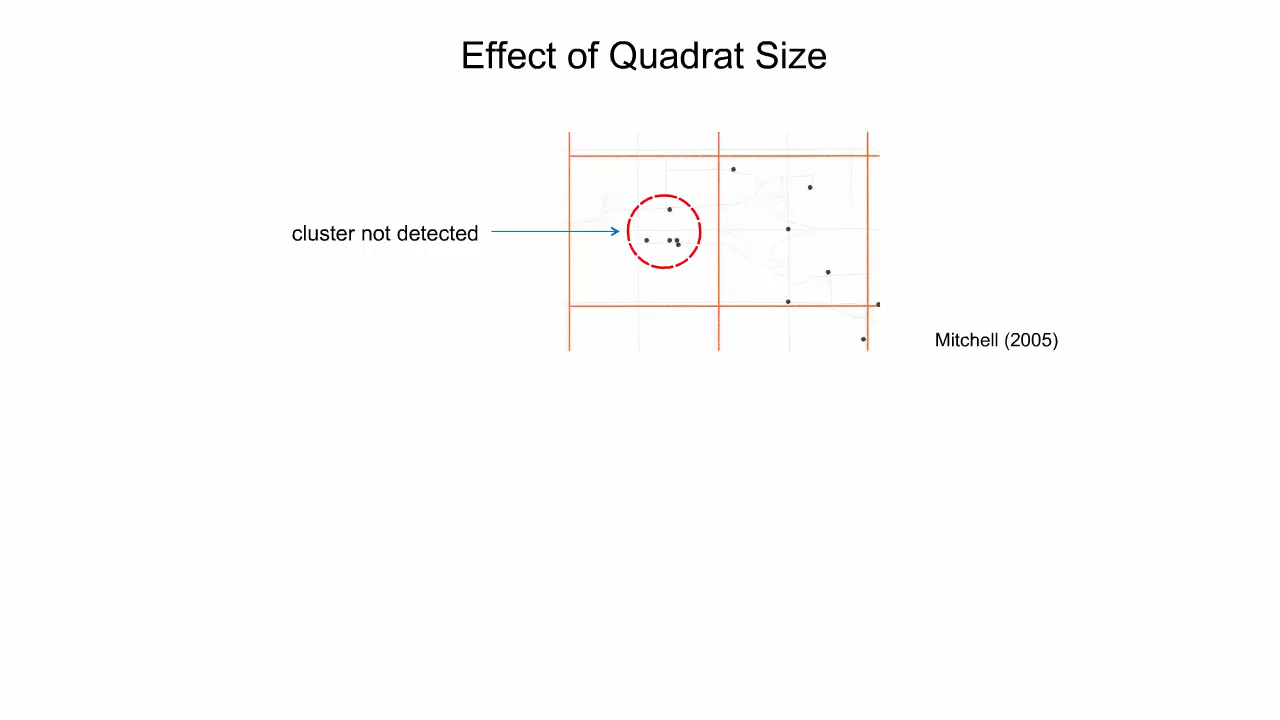 Effect of Quadrat Size
cluster not detected
Mitchell (2005)